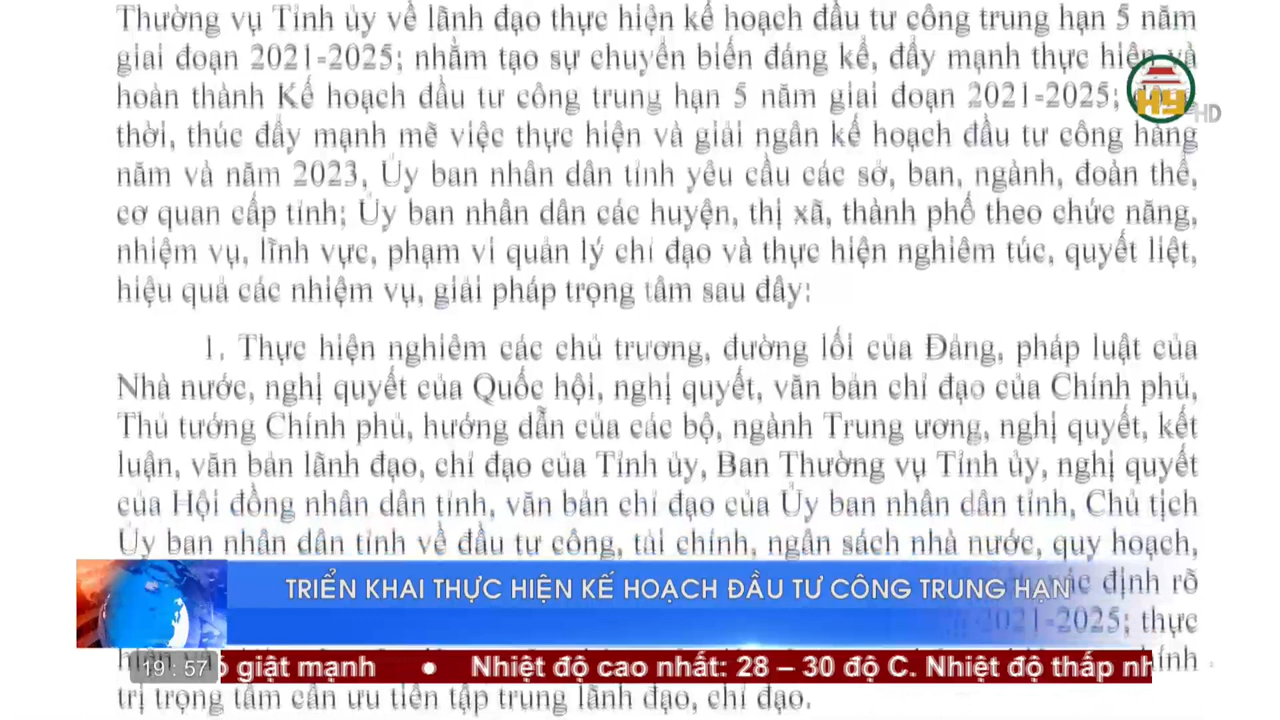 Thường vụ Tỉnh ủy về lãnh đạo thực hiện kế hoạch đầu tư công trung hạn 5 năm
giai đoạn 2021-2025; nhằm tạo sự chuyển biến đáng kể, đẩy mạnh thực hiện và
hoàn thành Kế hoạch đầu tư công trung hạn 5 năm giai đoạn 2021-2025;
HY HD
thời, thúc đẩy mạnh mẽ việc thực hiện và giải ngân kế hoạch đầu tư công hàng
năm và năm 2023, Ủy ban nhân dân tỉnh yêu cầu các sở, ban, ngành, đoàn thể,
cơ quan cấp tỉnh; Ủy ban nhân dân các huyện, thị xã, thành phố theo chức năng,
nhiệm vụ, lĩnh vực, phạm vi quản lý chỉ đạo và thực hiện nghiêm túc, quyết liệt,
hiệu quả các nhiệm vụ, giải pháp trọng tâm sau đây:
1. Thực hiện nghiêm các chủ trương, đường lối của Đảng, pháp luật của
Nhà nước, nghị quyết của Quốc hội, nghị quyết, văn bản chỉ đạo của Chính phủ,
Thủ tướng Chính phủ, hướng dẫn của các bộ, ngành Trung ương, nghị quyết, kết
luận, văn bản lãnh đạo, chỉ đạo của Tỉnh ủy, Ban Thường vụ Tỉnh ủy, nghị quyết
của Hội đồng nhân dân tỉnh, văn bản chỉ đạo của Ủy ban nhân dân tỉnh, Chủ tịch
Ủy ban nhân dân tỉnh về đầu tư công, tài chính, ngân sách nhà nước, quy hoạch,
định rõ
TRIỂN KHAI THỰC HIỆN KẾ HOẠCH ĐẦU TƯ CÔNG TRUNG HẠN
2021-2025; thực
19:57 giật mạnh • Nhiệt độ cao nhất: 28 – 30 độ C. Nhiệt độ thấp
trị trọng tâm cần ưu tiên tập trung lãnh đạo, chỉ đạo.